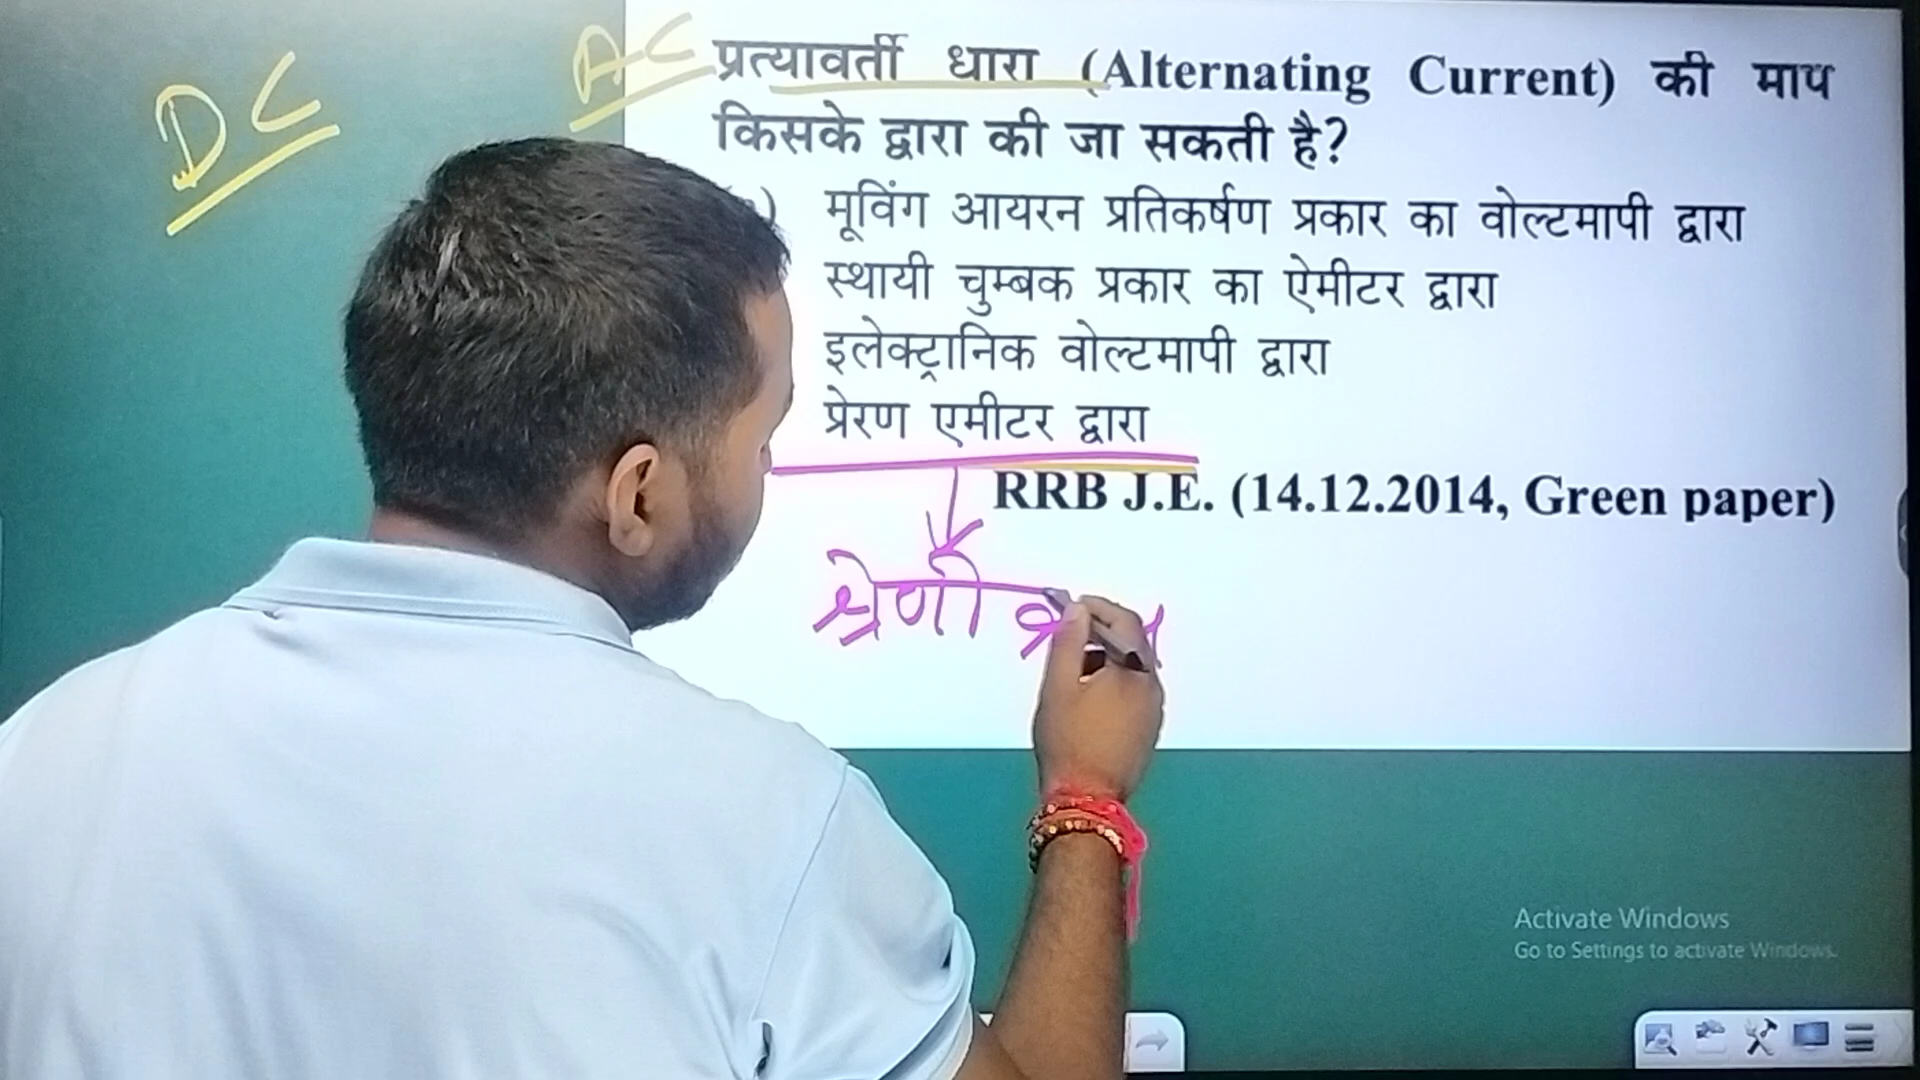 DC
AC
प्रत्यावर्ती धारा (Alternating Current) की माप
किसके द्वारा की जा सकती है?
मूविंग आयरन प्रतिकर्षण प्रकार का वोल्टमापी द्वारा
स्थायी चुम्बक प्रकार का ऐमीटर द्वारा
इलेक्ट्रानिक वोल्टमापी द्वारा
प्रेरण एमीटर द्वारा
RRB J.E. (14.12.2014, Green paper)
श्रेणी
Activate Windows
Go to Settings to activate Windows.